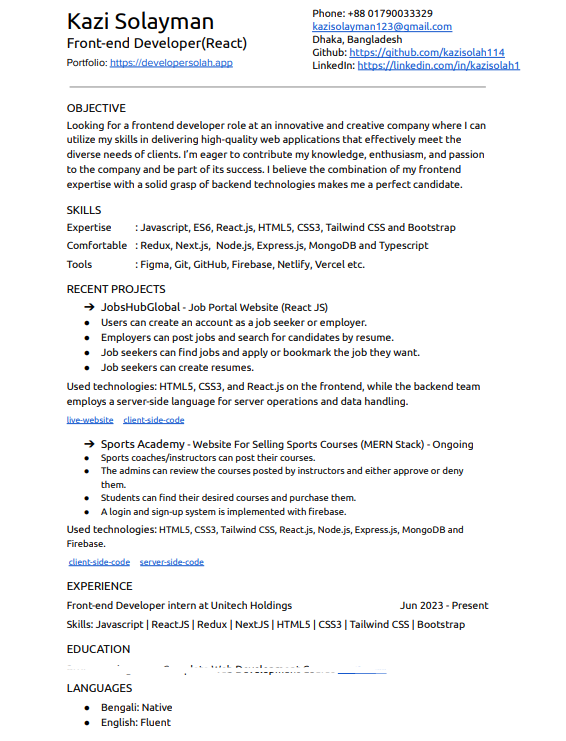 Kazi Solayman
Front-end Developer(React)
Portfolio: https://developersolah.app
Phone: +88 01790033329
kazisolayman123@gmail.com
Dhaka, Bangladesh
Github: https://github.com/kazisolah114
LinkedIn: https://linkedin.com/in/kazisolah1
OBJECTIVE
Looking for a frontend developer role at an innovative and creative company where I can
utilize my skills in delivering high-quality web applications that effectively meet the
diverse needs of clients. I'm eager to contribute my knowledge, enthusiasm, and passion
to the company and be part of its success. I believe the combination of my frontend
expertise with a solid grasp of backend technologies makes me a perfect candidate.
SKILLS
Expertise : Javascript, ES6, React.js, HTML5, CSS3, Tailwind CSS and Bootstrap
Comfortable : Redux, Next.js, Node.js, Express.js, MongoDB and Typescript
Tools : Figma, Git, GitHub, Firebase, Netlify, Vercel etc.
RECENT PROJECTS
➔ JobsHubGlobal - Job Portal Website (React JS)
● Users can create an account as a job seeker or employer.
● Employers can post jobs and search for candidates by resume.
● Job seekers can find jobs and apply or bookmark the job they want.
● Job seekers can create resumes.
Used technologies: HTML5, CSS3, and React.js on the frontend, while the backend team
employs a server-side language for server operations and data handling.
live-website client-side-code
➔ Sports Academy - Website For Selling Sports Courses (MERN Stack) - Ongoing
● Sports coaches/instructors can post their courses.
● The admins can review the courses posted by instructors and either approve or deny
them.
● Students can find their desired courses and purchase them.
● A login and sign-up system is implemented with firebase.
Used technologies: HTML5, CSS3, Tailwind CSS, React.js, Node.js, Express.js, MongoDB and
Firebase.
client-side-code server-side-code
EXPERIENCE
Front-end Developer intern at Unitech Holdings Jun 2023 - Present
Skills: Javascript | ReactJS | Redux | NextJS | HTML5 | CSS3 | Tailwind CSS | Bootstrap
EDUCATION
LANGUAGES
● Bengali: Native
● English: Fluent